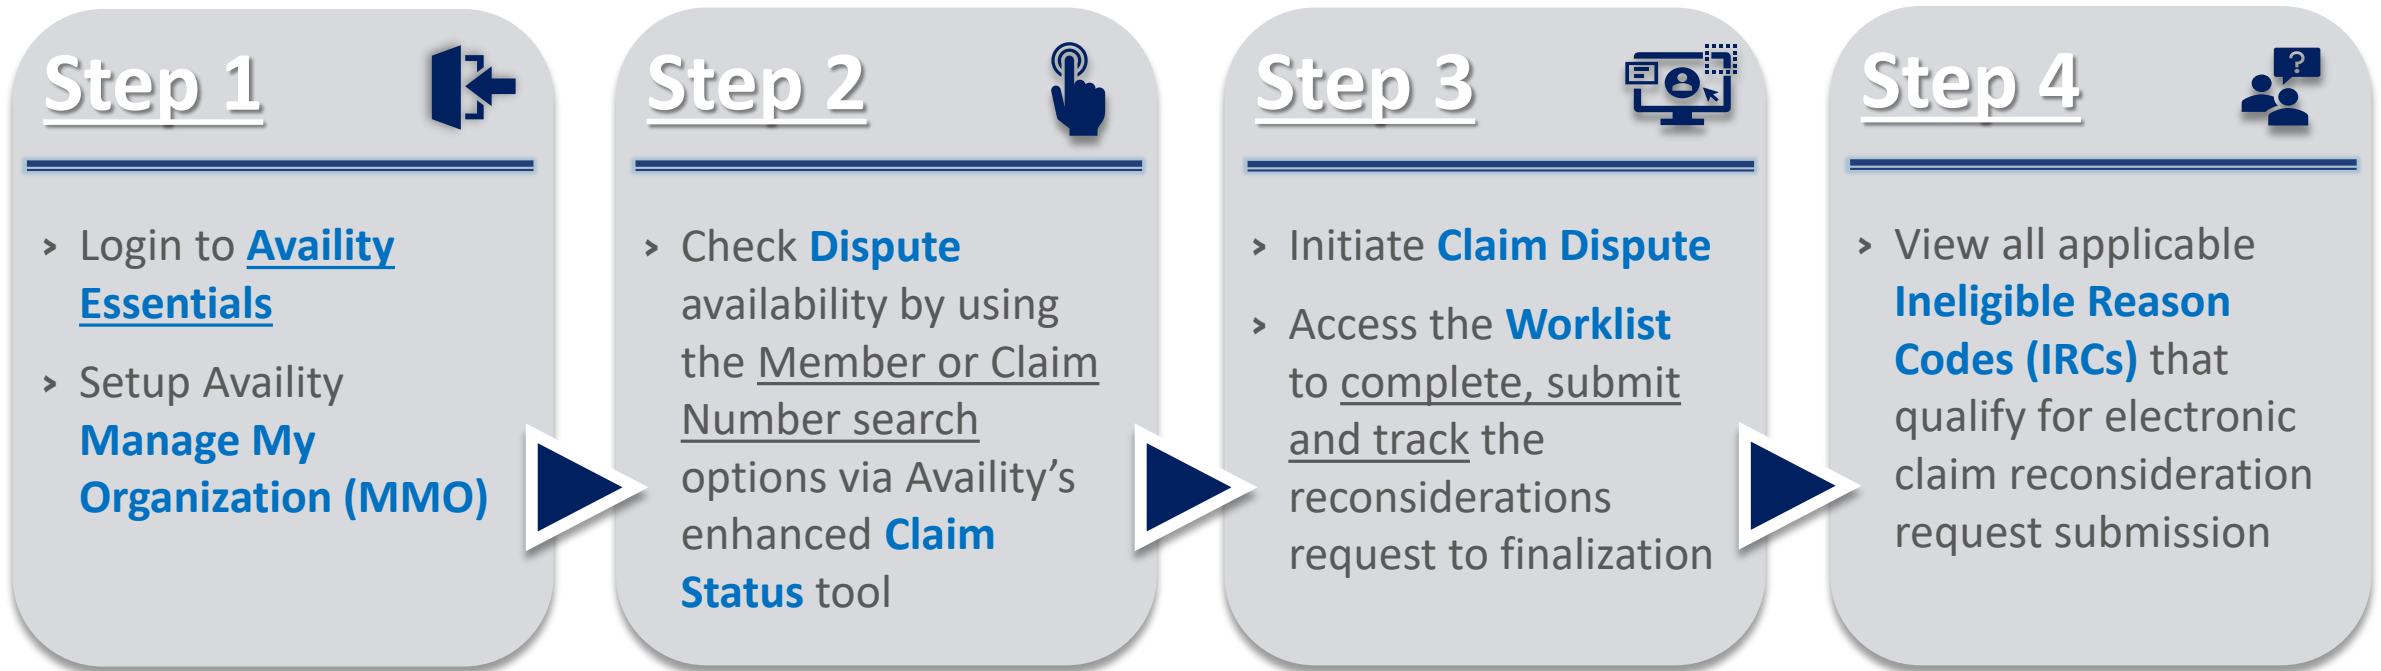 Step 1
> Login to Availity
Essentials
> Setup Availity
Manage My
Organization (MMO)
Step 2
> Check Dispute
availability by using
the Member or Claim
Number search
options via Availity’s
enhanced Claim
Status tool
Step 3
> Initiate Claim Dispute
> Access the Worklist
to complete, submit
and track the
reconsiderations
request to finalization
Step 4
?
> View all applicable
Ineligible Reason
Codes (IRCs) that
qualify for electronic
claim reconsideration
request submission